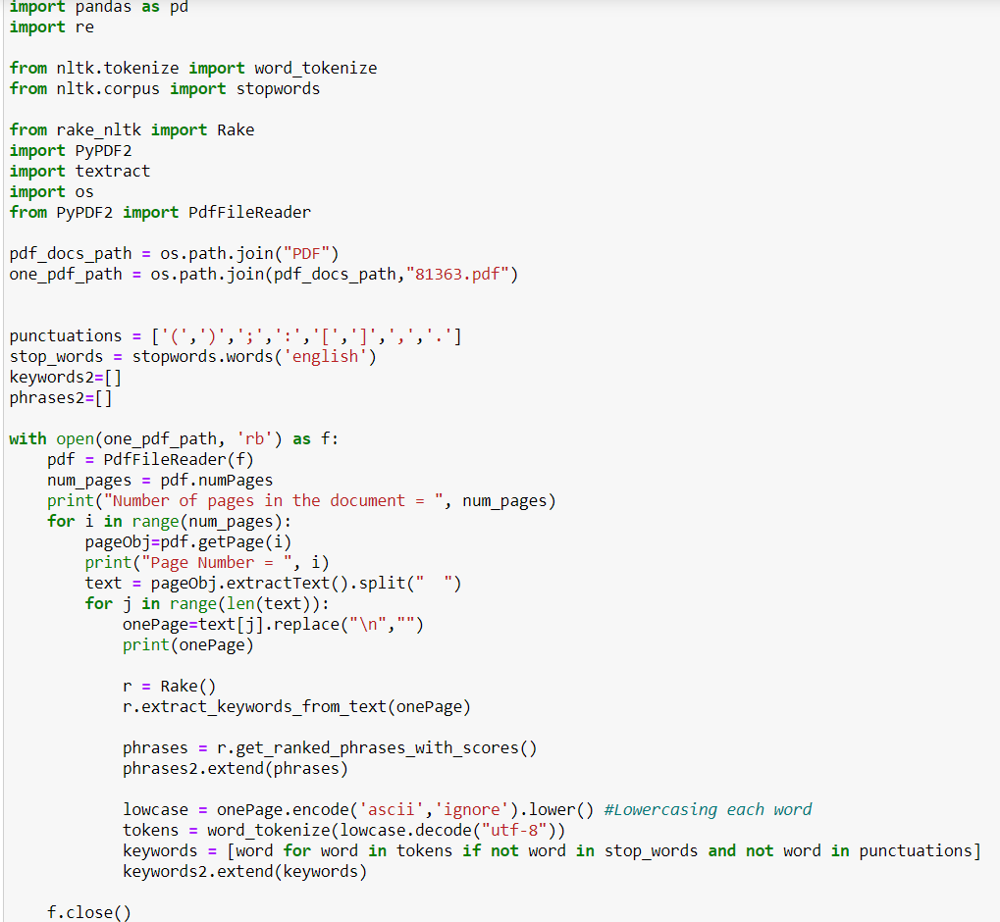 import pandas as pd
import re

from nltk.tokenize import word_tokenize
from nltk.corpus import stopwords

from rake_nltk import Rake
import PyPDF2
import textract
import os
from PyPDF2 import PdfFileReader

pdf_docs_path = os.path.join("PDF")
one_pdf_path = os.path.join(pdf_docs_path,"81363.pdf")


punctuations = ['(',')',';',':','[',']',',','.']
stop_words = stopwords.words('english')
keywords2=[]
phrases2=[]

with open(one_pdf_path, 'rb') as f:
    pdf = PdfFileReader(f)
    num_pages = pdf.numPages
    print("Number of pages in the document = ", num_pages)
    for i in range(num_pages):
        pageObj=pdf.getPage(i)
        print("Page Number = ", i)
        text = pageObj.extractText().split("  ")
        for j in range(len(text)):
            onePage=text[j].replace("\n","")
            print(onePage)

            r = Rake()
            r.extract_keywords_from_text(onePage)

            phrases = r.get_ranked_phrases_with_scores()
            phrases2.extend(phrases)

            lowcase = onePage.encode('ascii','ignore').lower() #Lowercasing each word
            tokens = word_tokenize(lowcase.decode("utf-8"))
            keywords = [word for word in tokens if not word in stop_words and not word in punctuations]
            keywords2.extend(keywords)

    f.close()